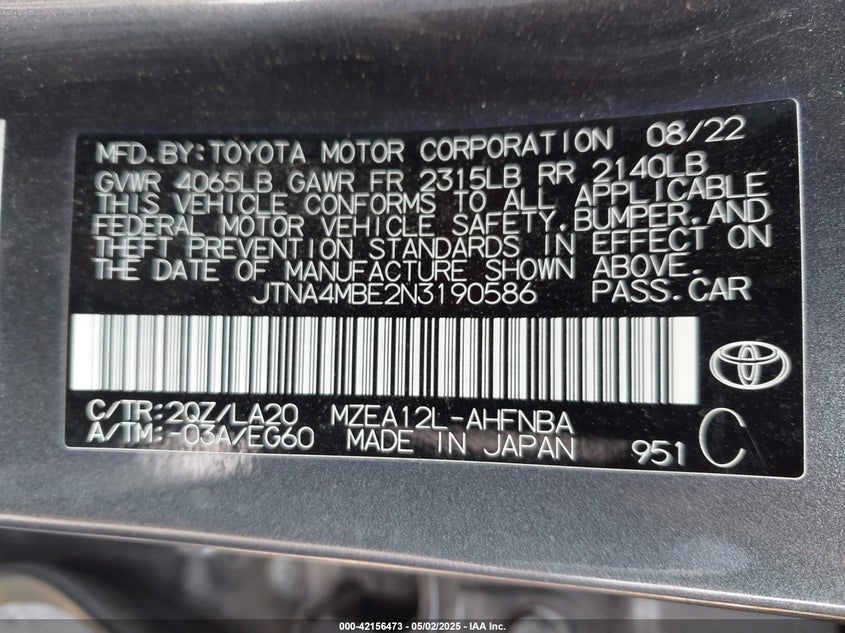 MFD.BY:TOYOTA MOTOR CORPORATION 08/22
GVWR 4065LB GAWR FR 2315LB RR 2140LB
THIS VEHICLE CONFORMS TO ALL APPLICABLE
FEDERAL MOTOR VEHICLE SAFETY,BUMPER,AND
THEFT PREVENTION STANDARDS IN EFFECT ON
THE DATE OF MANUFACTURE SHOWN ABOVE.
JTNA4MBE2N3190586 PASS.CAR
C/TR:2QZ/LA20 MZEA12L-AHFNBA
A/TM:-03A/EG60 MADE IN JAPAN 951 C
000-42156473 - 05/02/2025 - IAA Inc.